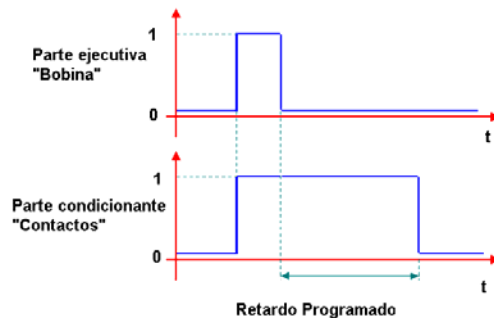 1
Parte ejecutiva
"Bobina"
0
t
1
Parte condicionante
"Contactos"
0
t
Retardo Programado